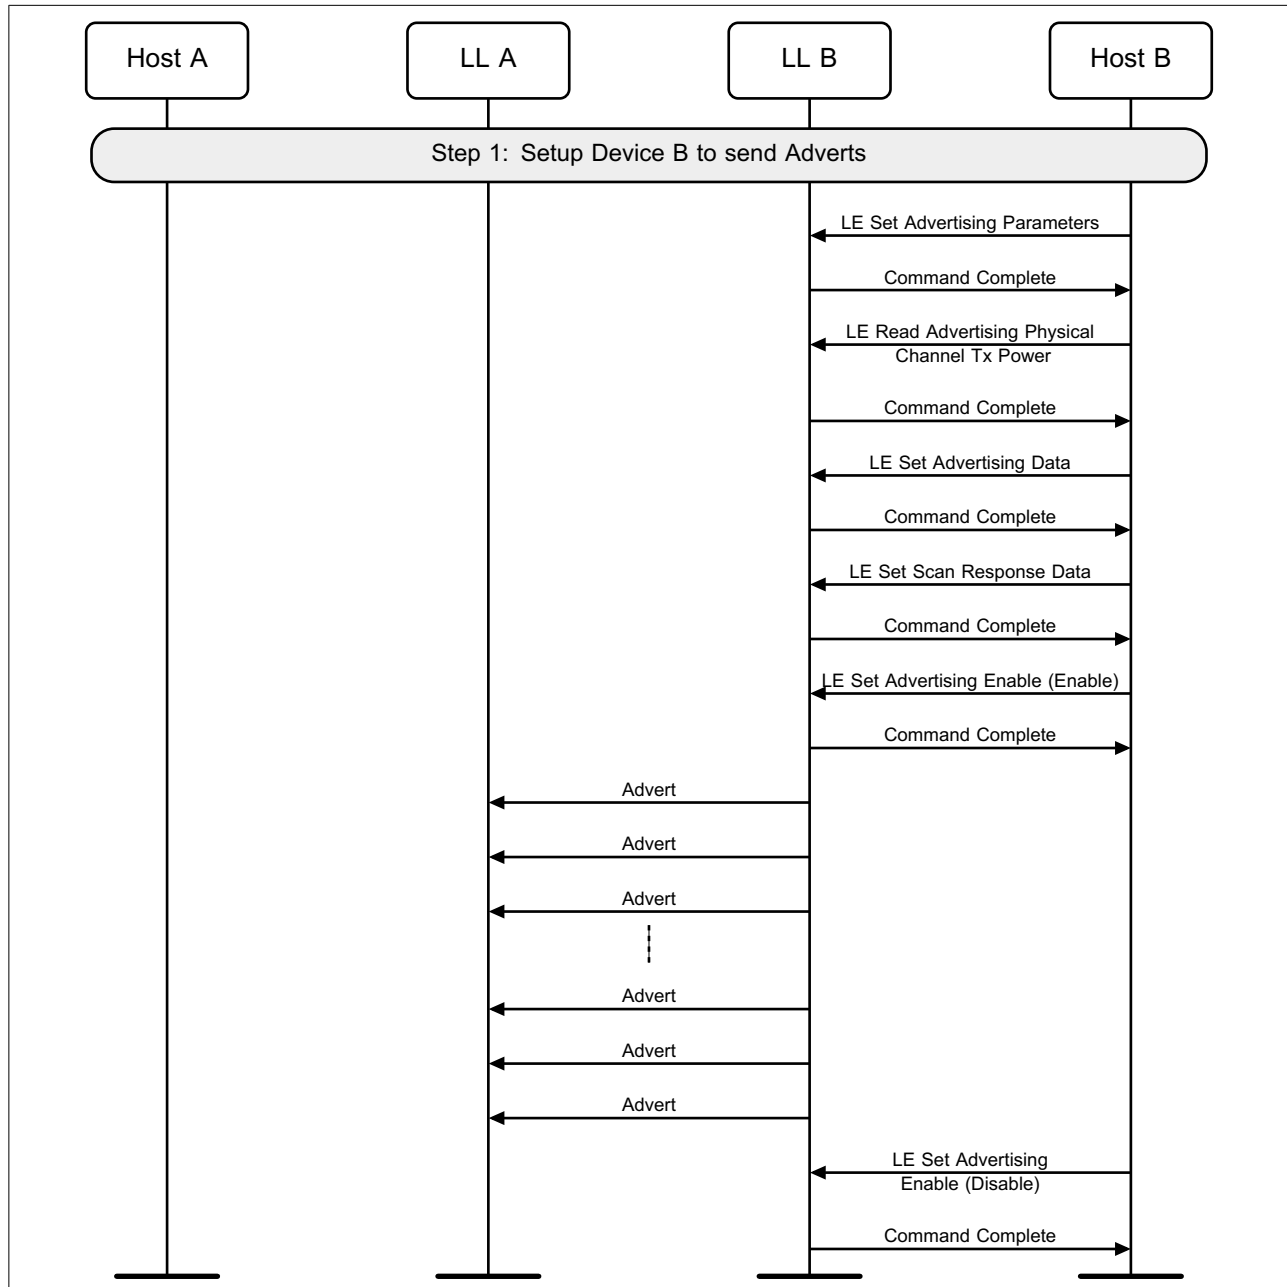 Host A
LL A
LL B
Host B
Step 1: Setup Device B to send Adverts
LE Set Advertising Parameters
Command Complete
LE Read Advertising Physical
Channel Tx Power
Command Complete
LE Set Advertising Data
Command Complete
LE Set Scan Response Data
Command Complete
LE Set Advertising Enable (Enable)
Command Complete
Advert
Advert
Advert
Advert
Advert
Advert
LE Set Advertising
Enable (Disable)
Command Complete